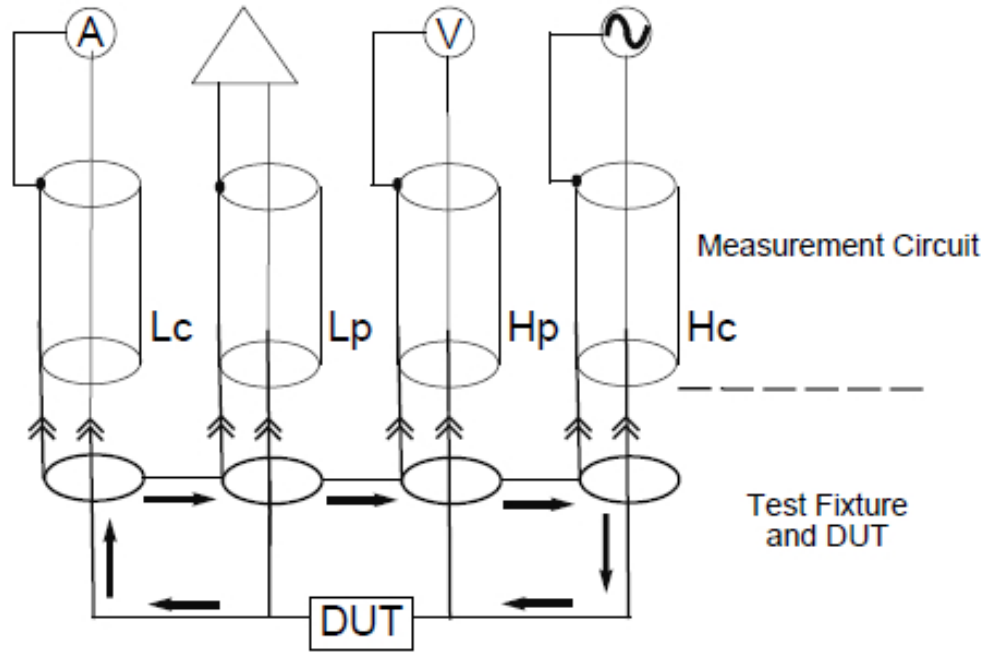 A
V
Lc
Lp
Hp
Hc
Measurement Circuit
Test Fixture
and DUT
DUT